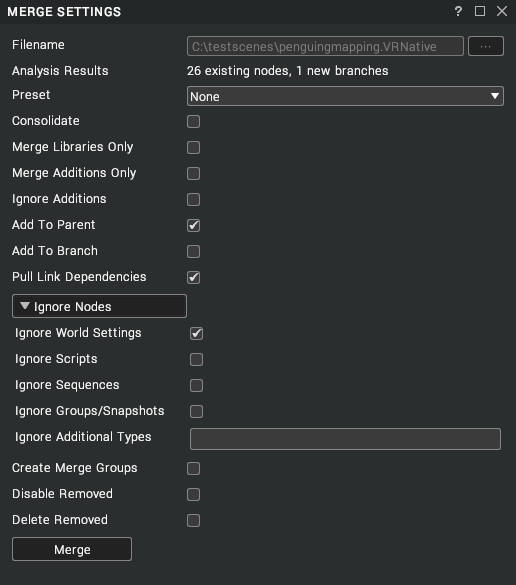 MERGE SETTINGS ?
Filename C:\testscenes\penguingmapping.VRNative ...
Analysis Results 26 existing nodes, 1 new branches
Preset None
Consolidate
Merge Libraries Only
Merge Additions Only
Ignore Additions
Add To Parent
Add To Branch
Pull Link Dependencies
Ignore Nodes
Ignore World Settings
Ignore Scripts
Ignore Sequences
Ignore Groups/Snapshots
Ignore Additional Types
Create Merge Groups
Disable Removed
Delete Removed
Merge